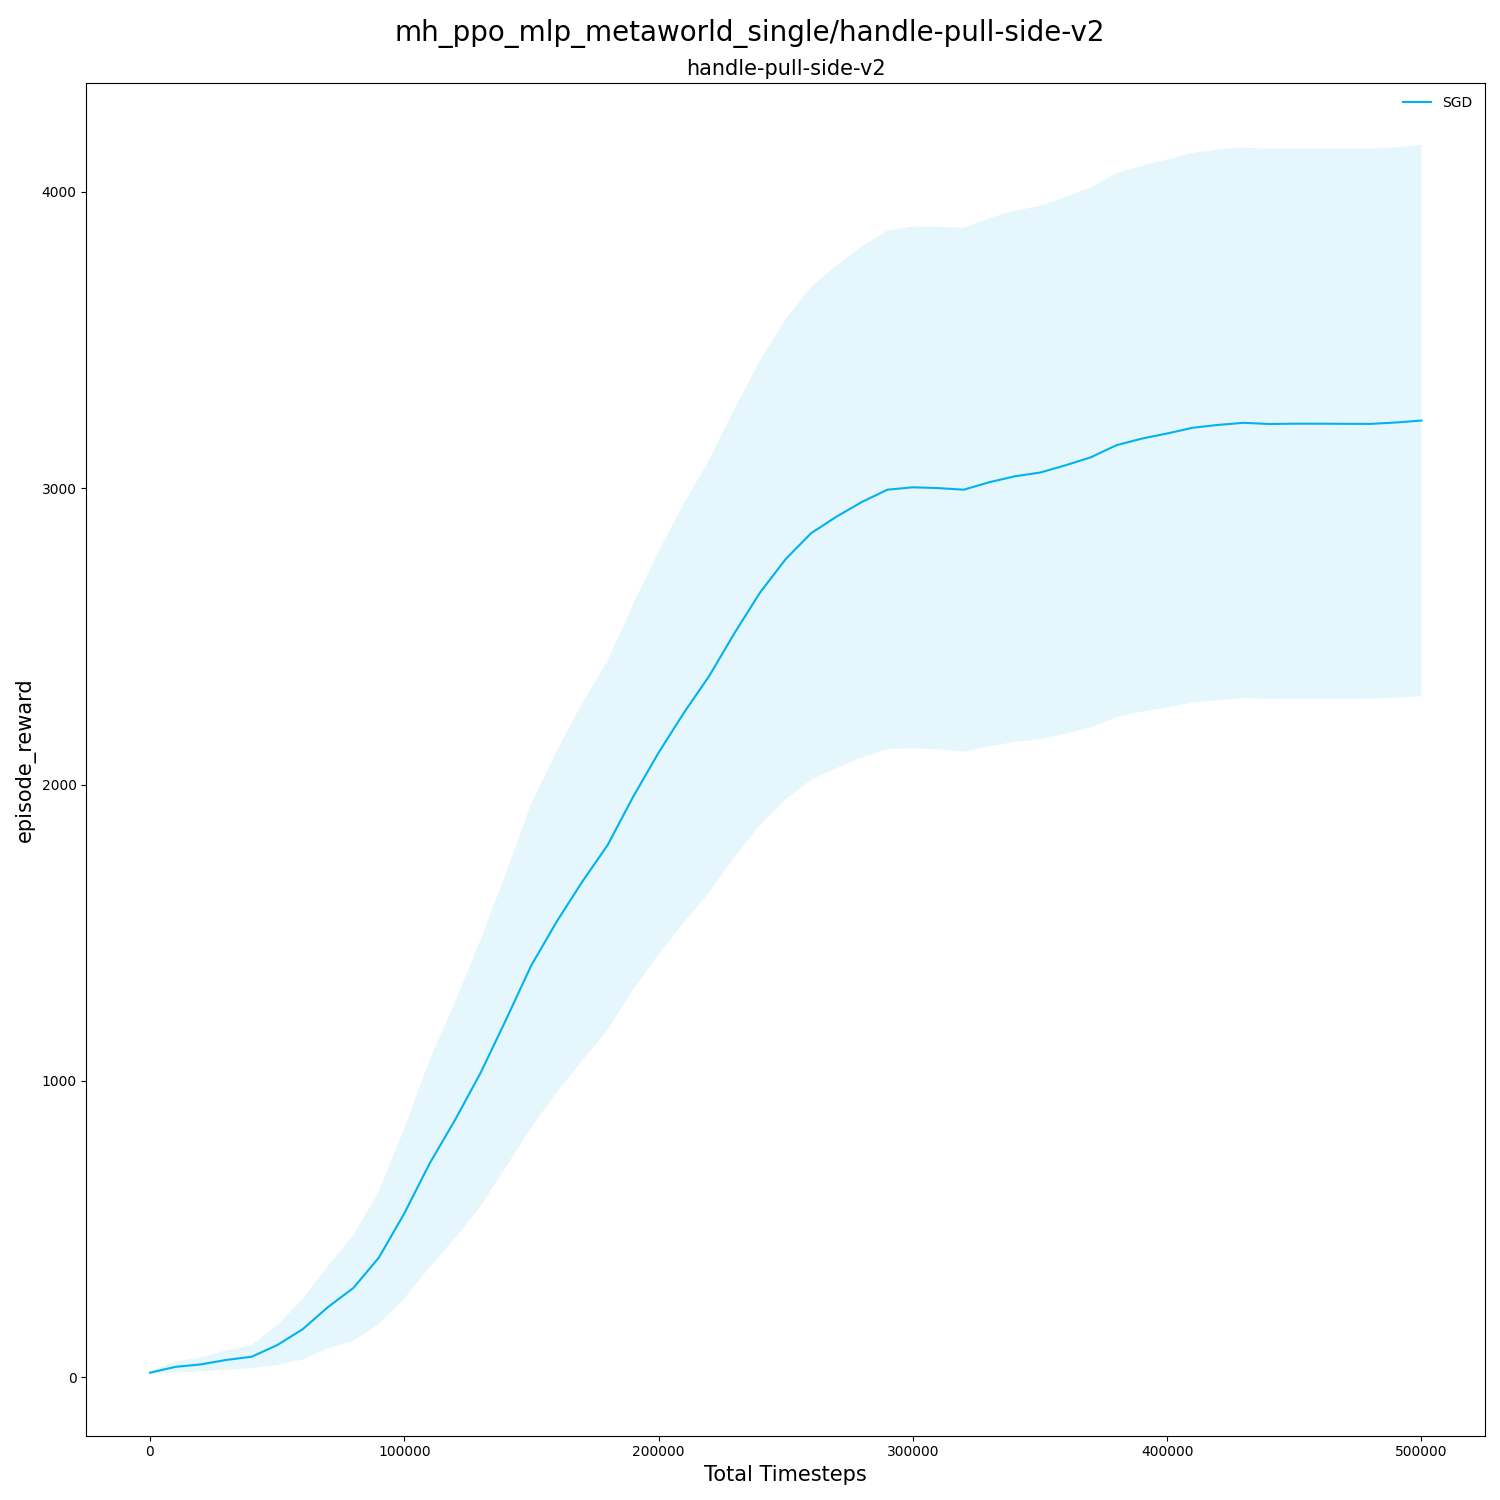 mh_ppo_mlp_metaworld_single/handle-pull-side-v2
handle-pull-side-v2
SGD
episode_reward
4000
3000
2000
1000
0
0 100000 200000 300000 400000 500000
Total Timesteps